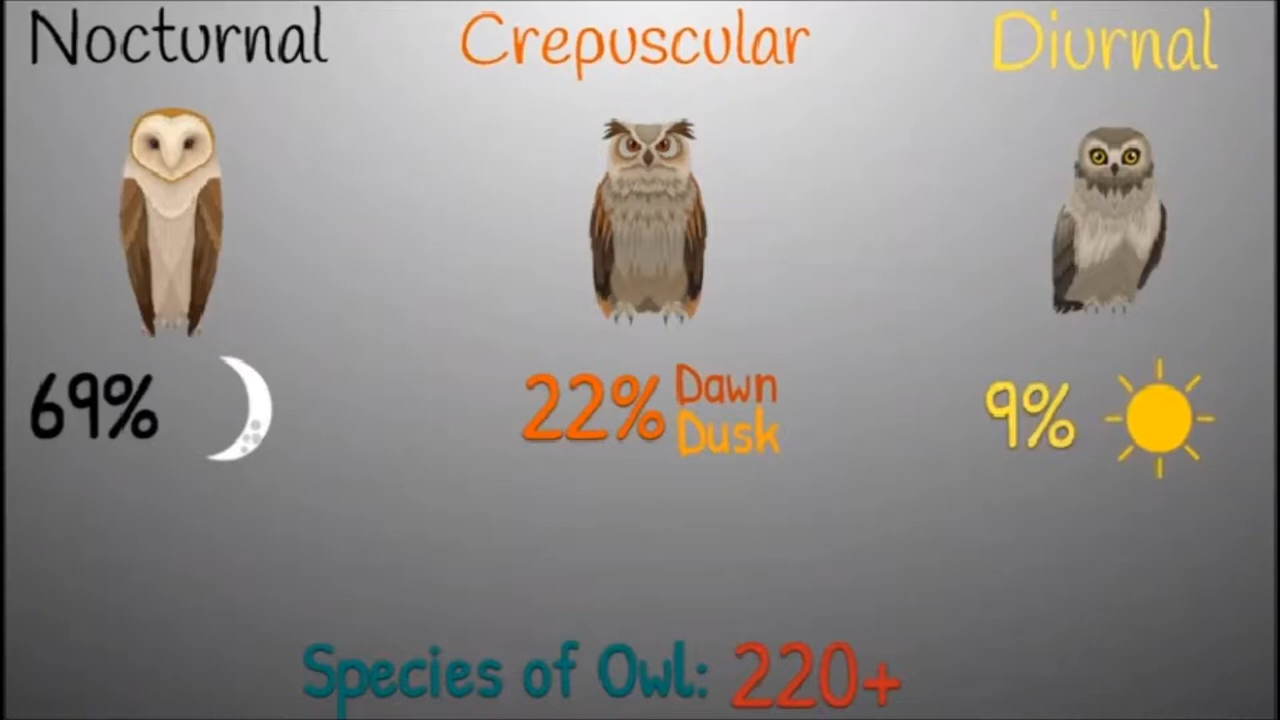 Nocturnal
Crepuscular
Diurnal
69%
22% Dawn
Dusk
9%
Species of Owl: 220+